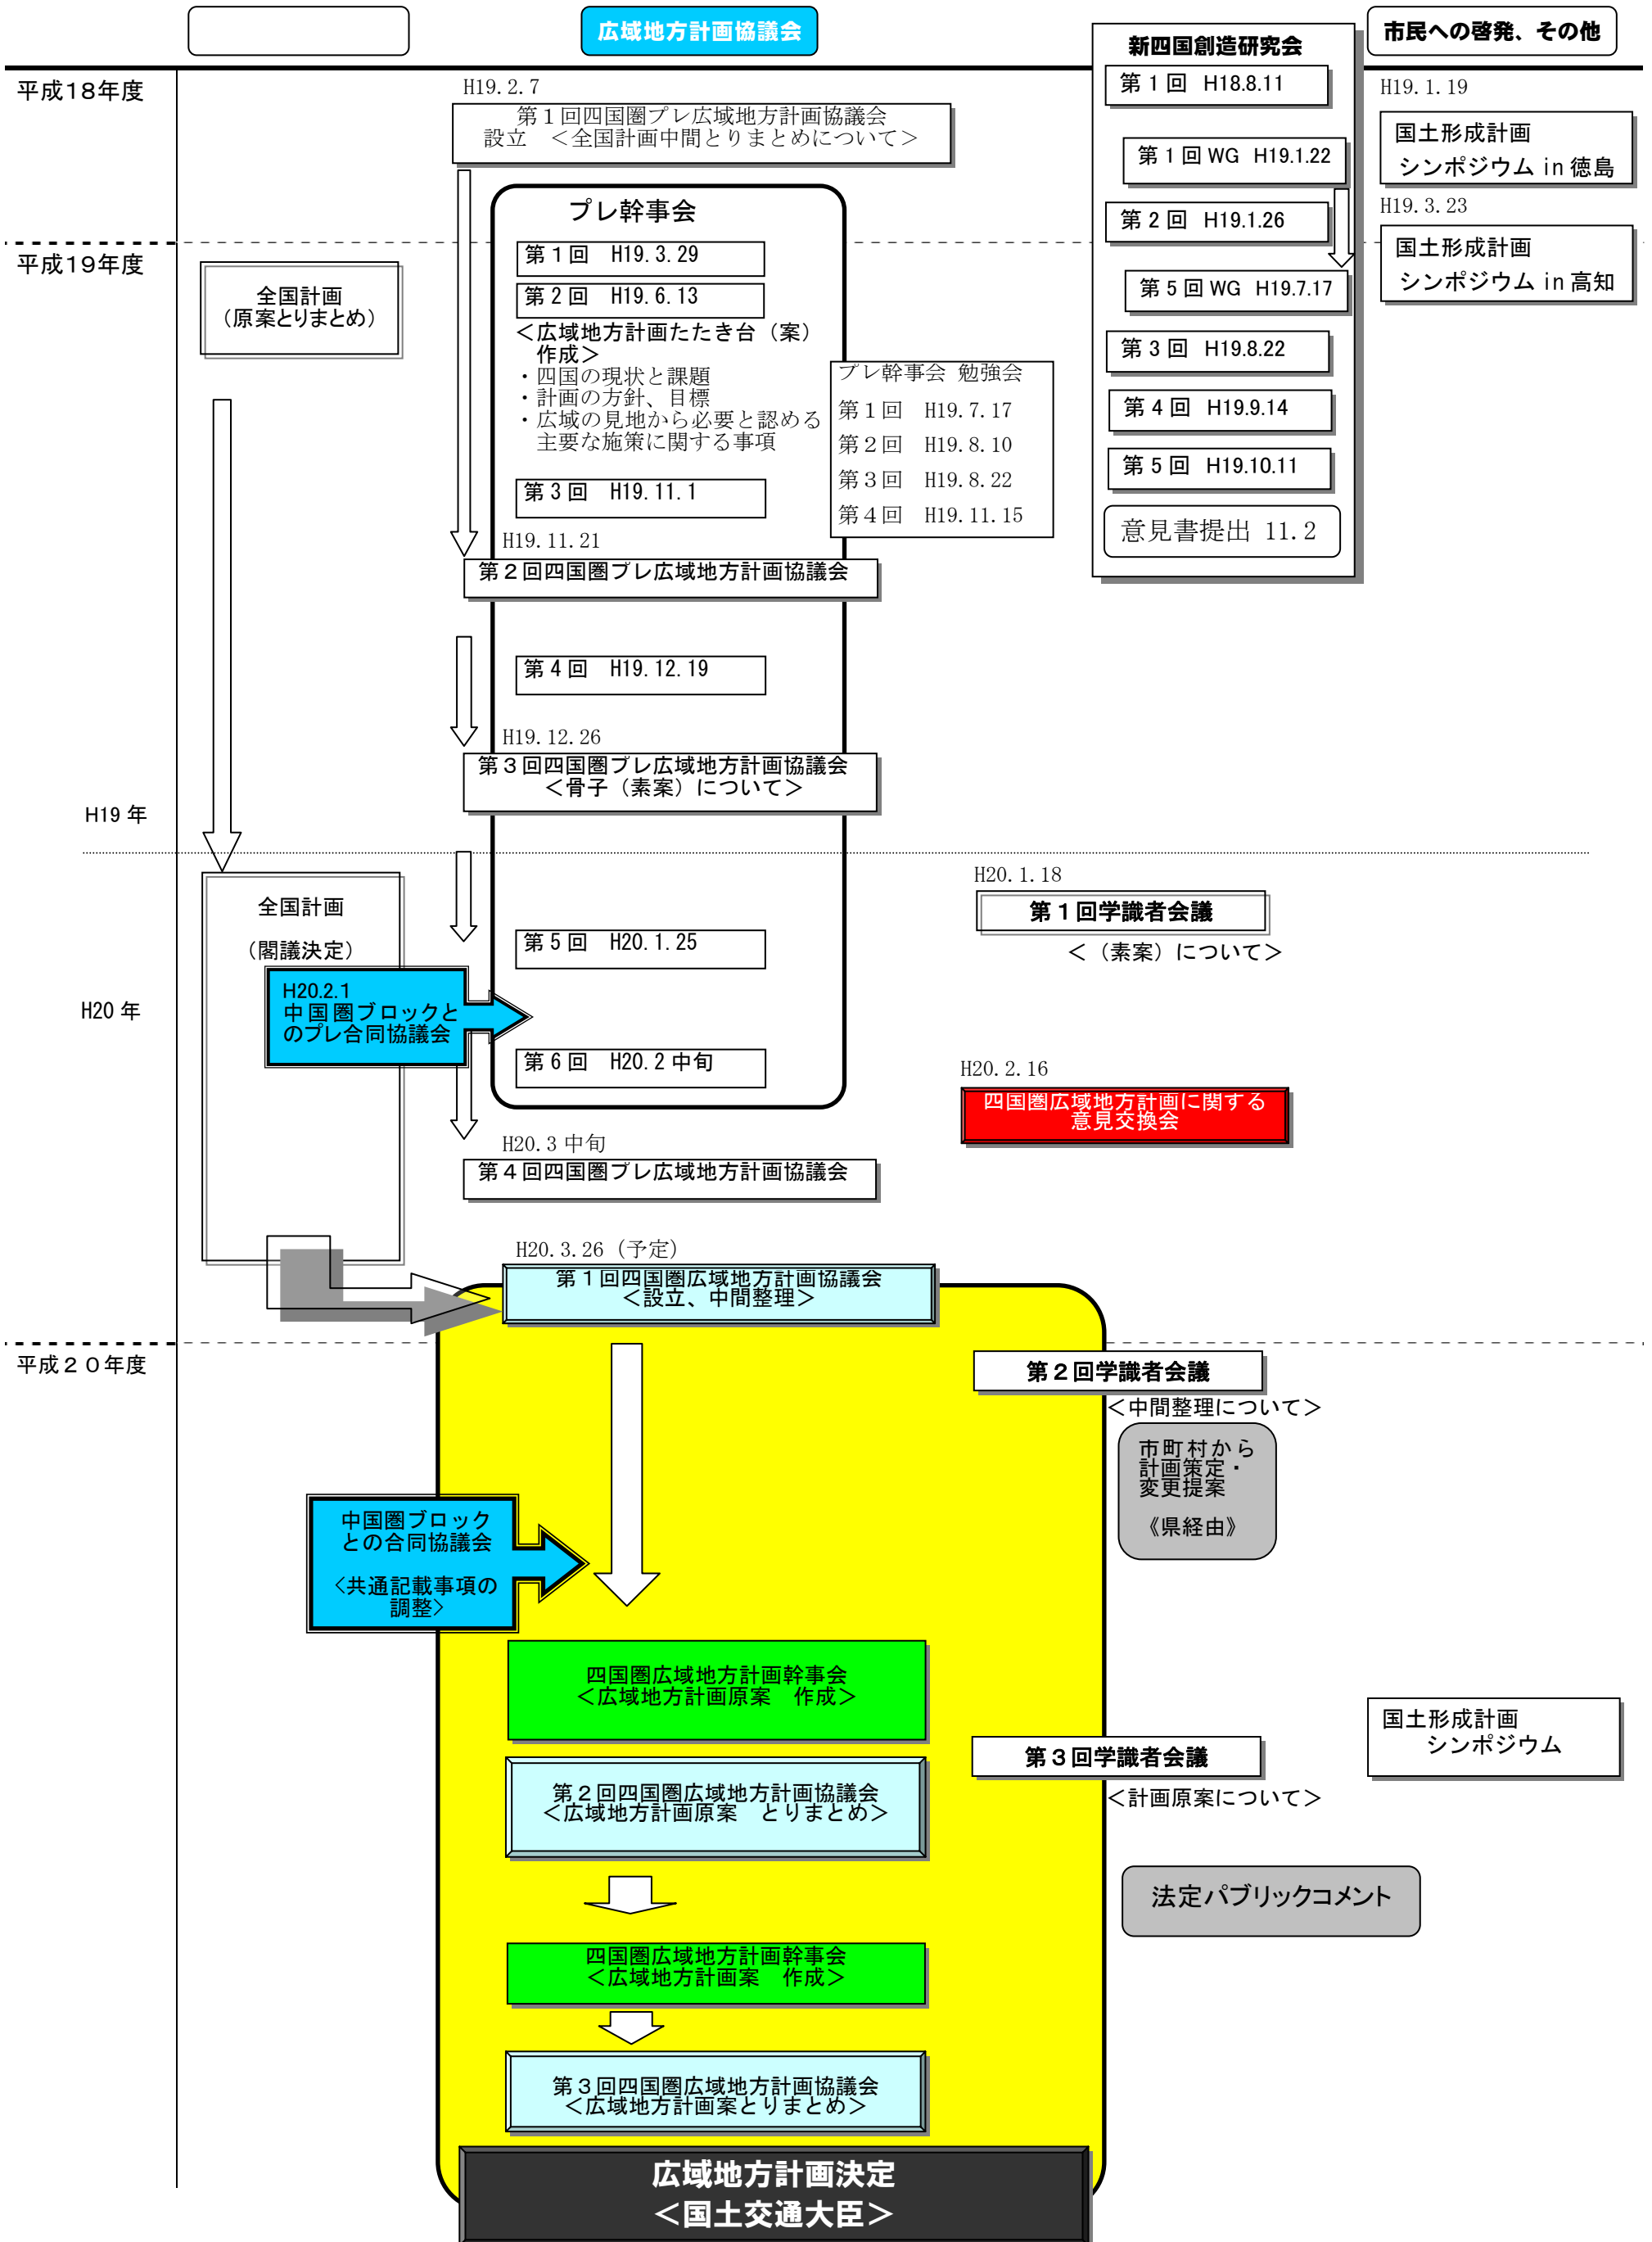 広域地方計画協議会
新四国創造研究会
市民への啓発、その他
平成18年度
H19.2.7
第１回四国圏プレ広域地方計画協議会
設立　＜全国計画中間とりまとめについて＞
プレ幹事会
第１回　H19.3.29
平成19年度
第２回　H19.6.13
＜広域地方計画たたき台（案）
作成＞
・四国の現状と課題
・計画の方針、目標
・広域の見地から必要と認める
主要な施策に関する事項
第３回　H19.11.1
全国計画
（原案とりまとめ）
プレ幹事会 勉強会
第１回　H19.7.17
第２回　H19.8.10
第３回　H19.8.22
第４回　H19.11.15
第１回 H18.8.11
第１回 WG H19.1.22
第２回 H19.1.26
第５回 WG H19.7.17
第３回 H19.8.22
第４回 H19.9.14
第５回 H19.10.11
意見書提出 11.2
H19.1.19
国土形成計画
シンポジウム in 徳島
H19.3.23
国土形成計画
シンポジウム in 高知
H19.11.21
第２回四国圏プレ広域地方計画協議会
第４回　H19.12.19
H19.12.26
第３回四国圏プレ広域地方計画協議会
＜骨子（素案）について＞
H19 年
H20 年
全国計画
（閣議決定）
H20.2.1
中国圏ブロックと
のプレ合同協議会
第５回　H20.1.25
第６回　H20.2 中旬
H20.1.18
第１回学識者会議
＜（素案）について＞
H20.2.16
四国圏広域地方計画に関する
意見交換会
H20.3 中旬
第４回四国圏プレ広域地方計画協議会
H20.3.26（予定）
第１回四国圏広域地方計画協議会
＜設立、中間整理＞
平成２０年度
第２回学識者会議
＜中間整理について＞
市町村から
計画策定・
変更提案
《県経由》
中国圏ブロック
との合同協議会
〈共通記載事項の
調整〉
四国圏広域地方計画幹事会
＜広域地方計画原案　作成＞
国土形成計画
シンポジウム
第３回学識者会議
＜計画原案について＞
第２回四国圏広域地方計画協議会
＜広域地方計画原案　とりまとめ＞
法定パブリックコメント
四国圏広域地方計画幹事会
＜広域地方計画案　作成＞
第３回四国圏広域地方計画協議会
＜広域地方計画案とりまとめ＞
広域地方計画決定
＜国土交通大臣＞